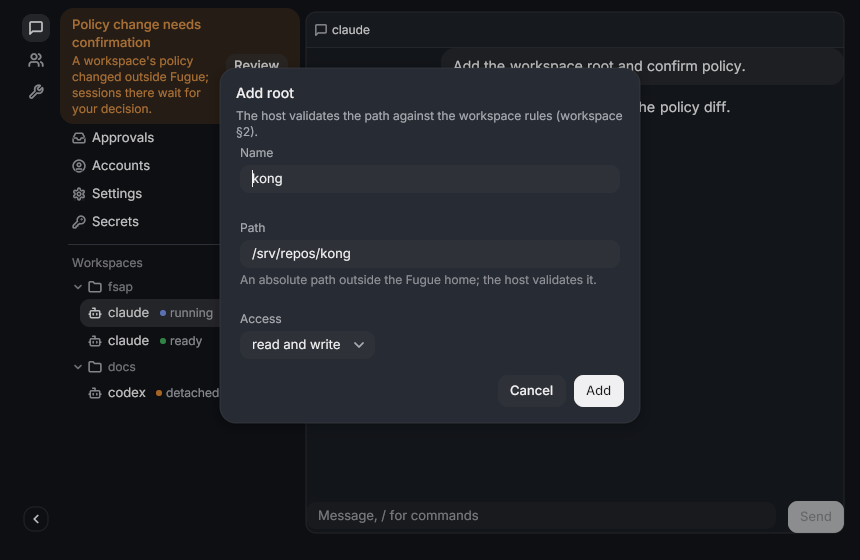 Policy change needs
confirmation
A workspace's policy
changed outside Fugue;
sessions there wait for
your decision.
Review
Approvals
Accounts
Settings
Secrets
Workspaces
fsap
claude running
claude ready
docs
codex detached
claude
Add the workspace root and confirm policy.
he policy diff.
Add root
The host validates the path against the workspace rules (workspace
§2).
Name
kong
Path
/srv/repos/kong
An absolute path outside the Fugue home; the host validates it.
Access
read and write
Cancel
Add
Message, / for commands
Send